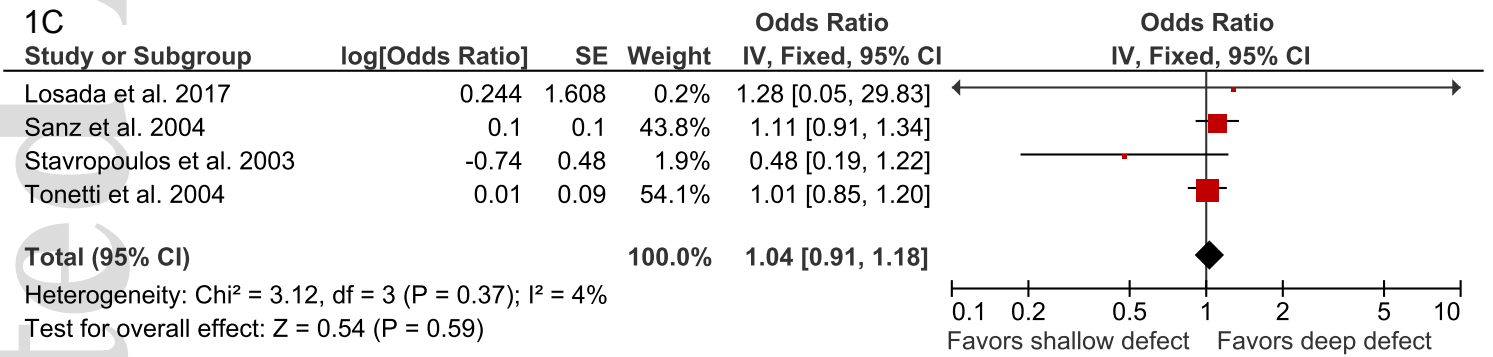 1C
Odds Ratio Odds Ratio
Study or Subgroup log[Odds Ratio] SE Weight IV, Fixed, 95% CI IV, Fixed, 95% CI
Losada et al. 2017 0.244 1.608 0.2% 1.28 [0.05, 29.83]
Sanz et al. 2004 0.1 0.1 43.8% 1.11 [0.91, 1.34]
Stavropoulos et al. 2003 -0.74 0.48 1.9% 0.48 [0.19, 1.22]
Tonetti et al. 2004 0.01 0.09 54.1% 1.01 [0.85, 1.20]
Total (95% CI) 100.0% 1.04 [0.91, 1.18]
Heterogeneity: Chi² = 3.12, df = 3 (P = 0.37); I² = 4%
Test for overall effect: Z = 0.54 (P = 0.59)
0.1 0.2 0.5 1 2 5 10
Favors shallow defect Favors deep defect